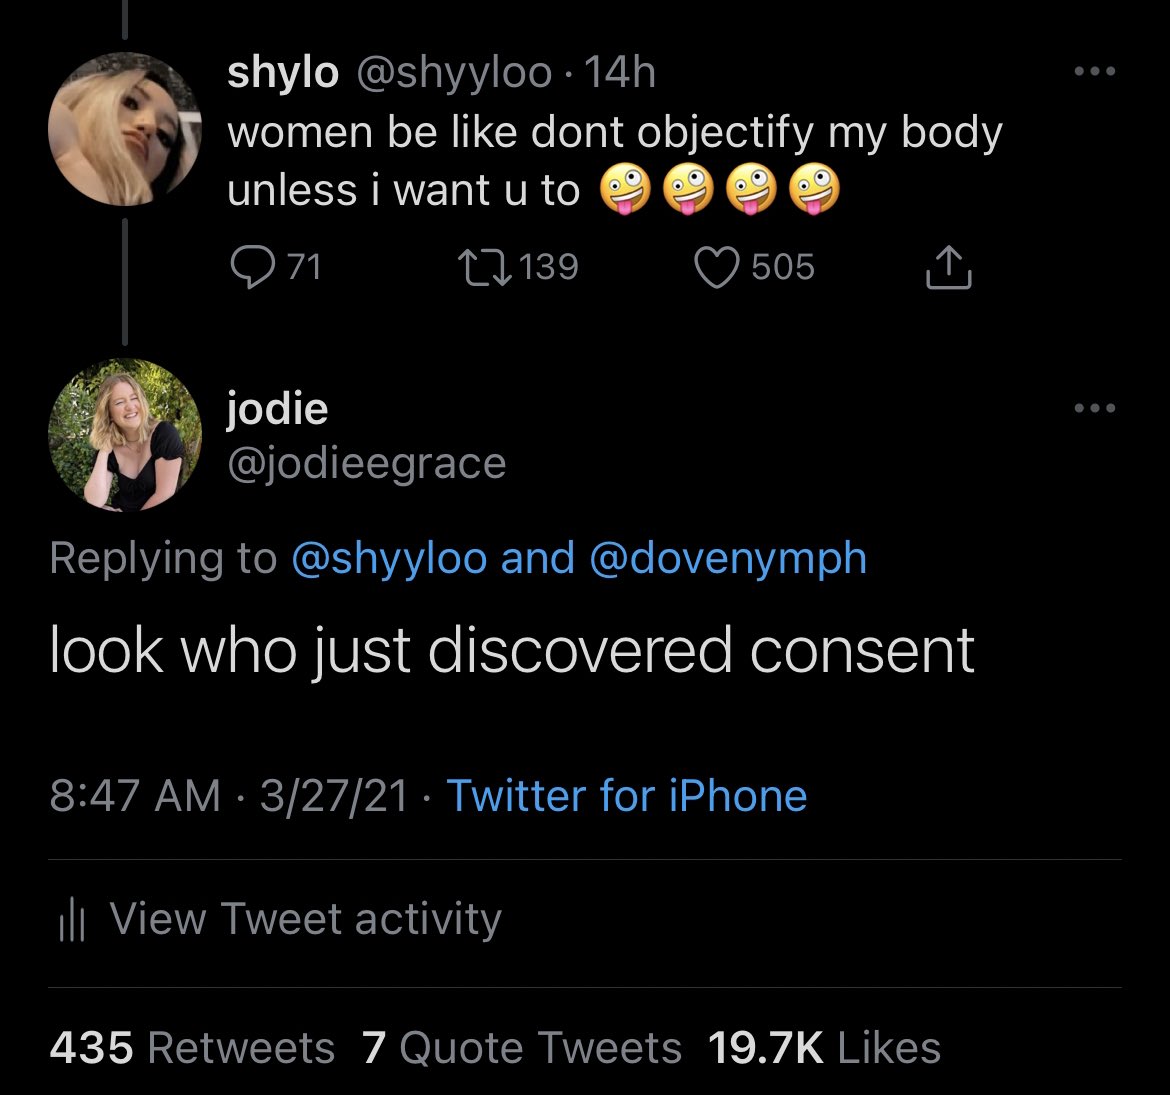 shylo @shyyloo · 14h
women be like dont objectify my body
unless i want u to 🤪🤪🤪🤪
71 139 505
jodie
@jodieegrace
Replying to @shyyloo and @dovenymph
look who just discovered consent
8:47 AM · 3/27/21 · Twitter for iPhone
View Tweet activity
435 Retweets 7 Quote Tweets 19.7K Likes